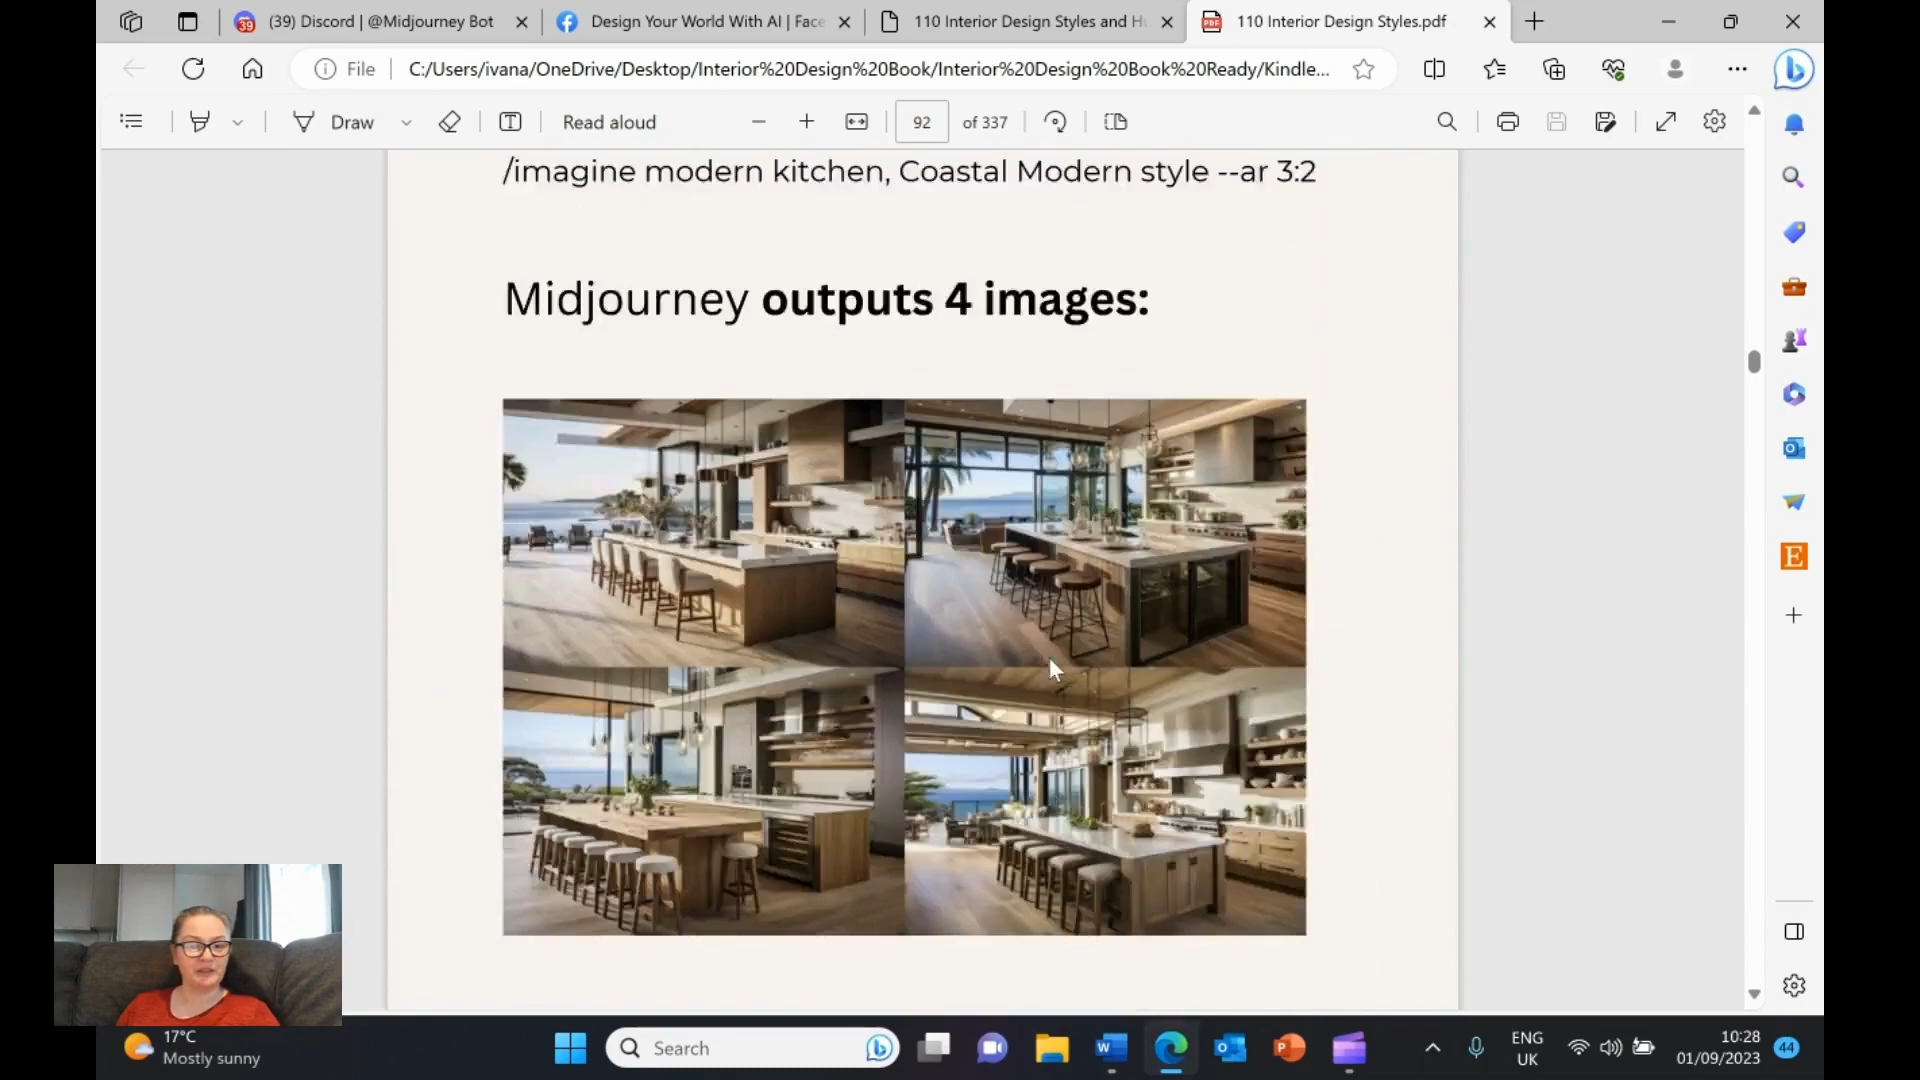 (39) Discord | @Midjourney Bot
Design Your World With AI | Face
110 Interior Design Styles and Hu
110 Interior Design Styles.pdf
File
C:/Users/ivana/OneDrive/Desktop/Interior%20Design%20Book/Interior%20Design%20Book%20Ready/Kindle...
Draw
Read aloud
92 of 337
/imagine modern kitchen, Coastal Modern style --ar 3:2
Midjourney outputs 4 images:
17°C
Mostly sunny
Search
ENG
UK
10:28
01/09/2023
44